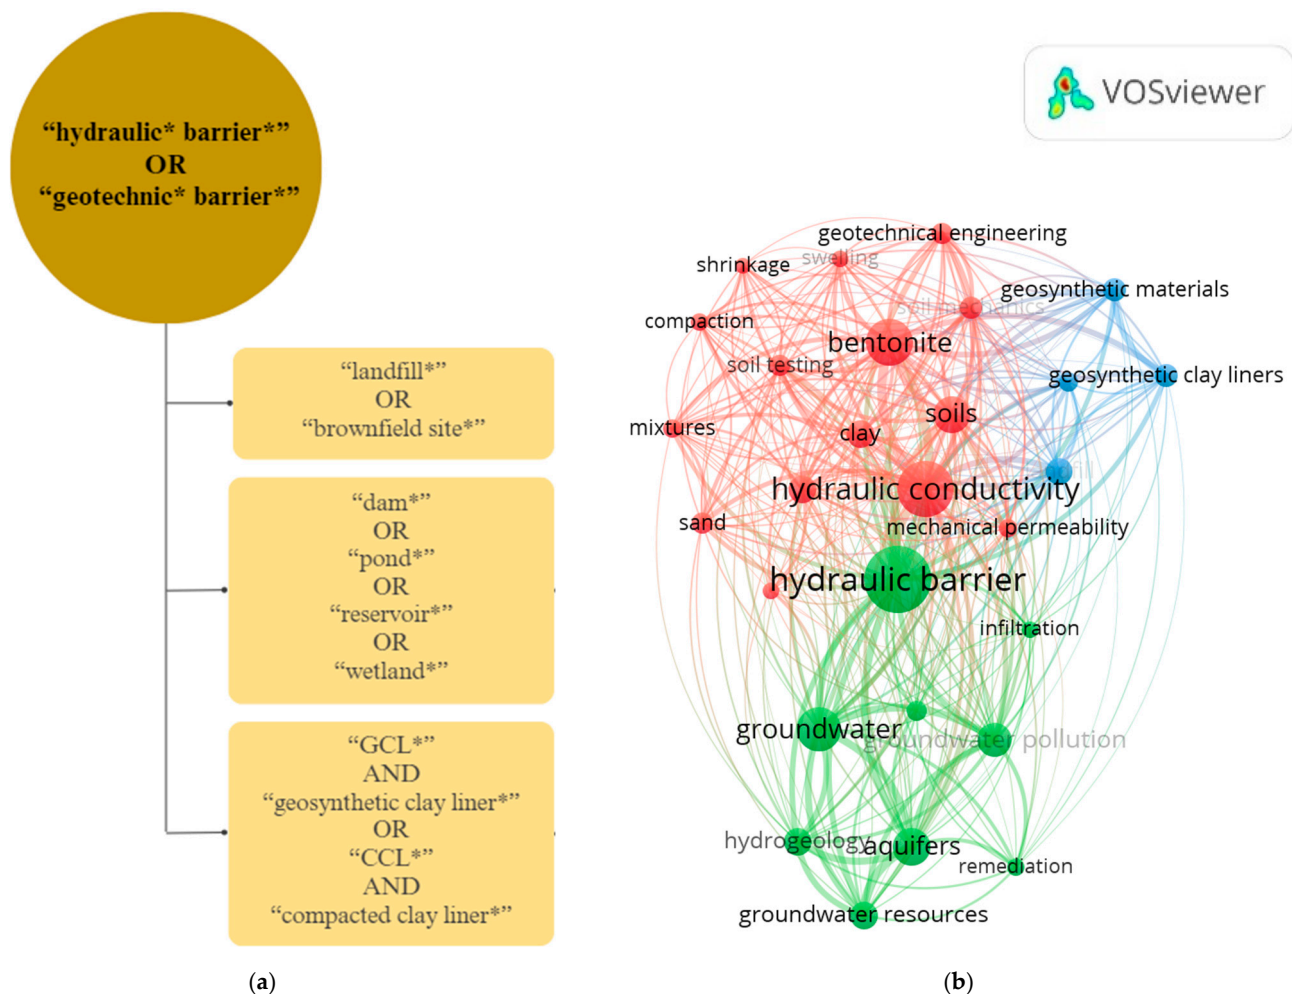 “hydraulic* barrier*”
OR
“geotechnic* barrier*”
“landfill*”
OR
“brownfield site*”
“dam*”
OR
“pond*”
OR
“reservoir*”
OR
“wetland*”
“GCL*”
AND
“geosynthetic clay liner*”
OR
“CCL*”
AND
“compacted clay liner*”
(a)
VOSviewer
geotechnical engineering
swelling
shrinkage
geosynthetic materials
soil mechanics
compaction
bentonite
soil testing
geosynthetic clay liners
soils
mixtures
clay
hydraulic conductivity
sand
mechanical permeability
hydraulic barrier
infiltration
groundwater
groundwater pollution
hydrogeology
aquifers
remediation
groundwater resources
(b)